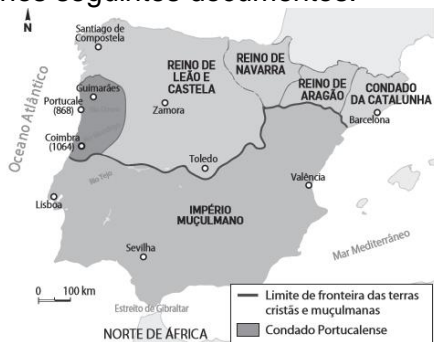 nos seguintes documentos.
N
Santiago de
Compostela
REINO DE
LEÃO E
CASTELA
REINO DE
NAVARRA
REINO DE
ARAGÃO
CONDADO
DA CATALUNHA
Oceano Atlântico
Guimarães
Portucale
(868)
Zamora
Barcelona
Coimbra
(1064)
Toledo
Rio Tejo
Valência
Lisboa
IMPÉRIO
MUÇULMANO
Sevilha
Mar Mediterrâneo
0 100 km
Estreito de Gibraltar
NORTE DE ÁFRICA
Limite de fronteira das terras
cristãs e muçulmanas
Condado Portucalense